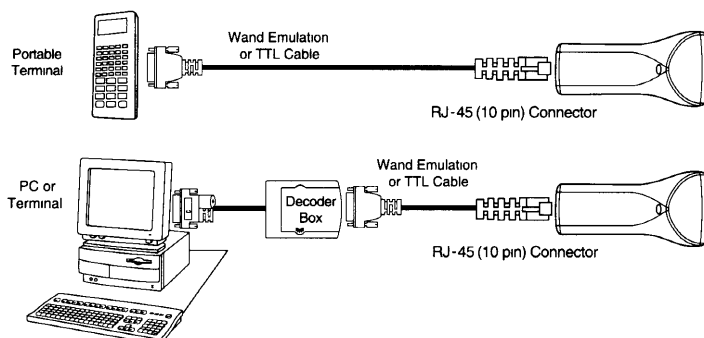 Wand Emulation
or TTL Cable
Portable
Terminal
RJ-45 (10 pin) Connector
PC or
Terminal
Decoder
Box
Wand Emulation
or TTL Cable
RJ-45 (10 pin) Connector